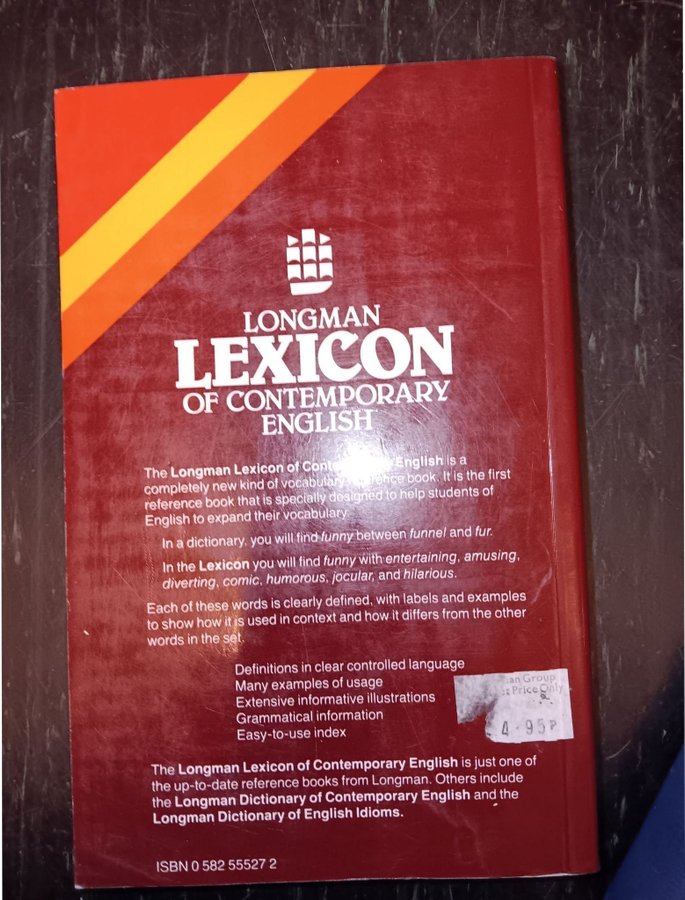 LONGMAN
LEXICON
OF CONTEMPORARY
ENGLISH
The Longman Lexicon of Contemporary English is a
completely new kind of vocabulary reference book. It is the first
reference book that is specially designed to help students of
English to expand their vocabulary.
In a dictionary, you will find funny between funnel and fur.
In the Lexicon you will find funny with entertaining, amusing,
diverting, comic, humorous, jocular, and hilarious.
Each of these words is clearly defined, with labels and examples
to show how it is used in context and how it differs from the other
words in the set.
Definitions in clear controlled language
Many examples of usage
Extensive informative illustrations
Grammatical information
Easy-to-use index
an Group
Price Only
4.95P
The Longman Lexicon of Contemporary English is just one of
the up-to-date reference books from Longman. Others include
the Longman Dictionary of Contemporary English and the
Longman Dictionary of English Idioms.
ISBN 0 582 55527 2